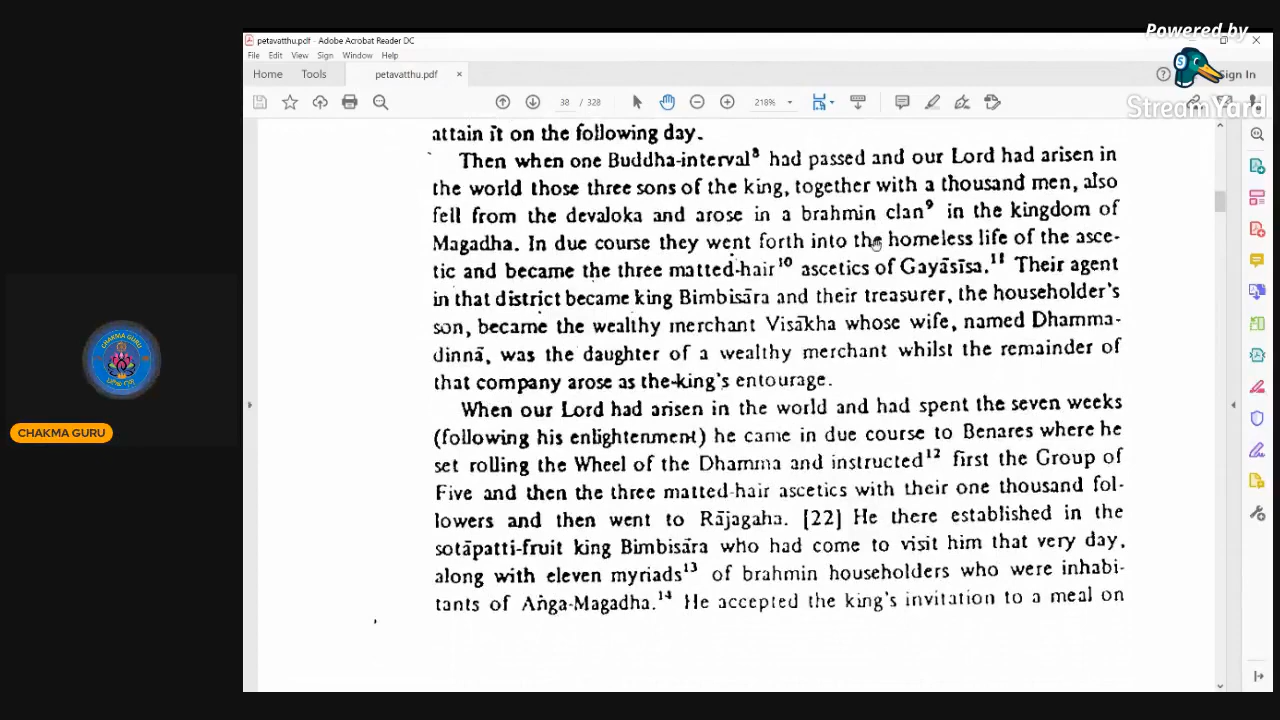 Powered by
StreamYard
petavatthu.pdf - Adobe Acrobat Reader DC
File Edit View Sign Window Help
Home Tools petavatthu.pdf × Sign In
38 / 328 218%
attain it on the following day.
Then when one Buddha-interval⁸ had passed and our Lord had arisen in
the world those three sons of the king, together with a thousand men, also
fell from the devaloka and arose in a brahmin clan⁹ in the kingdom of
Magadha. In due course they went forth into the homeless life of the asce-
tic and became the three matted-hair¹⁰ ascetics of Gayāsīsa.¹¹ Their agent
in that district became king Bimbisāra and their treasurer, the householder's
son, became the wealthy merchant Visākha whose wife, named Dhamma-
dinnā, was the daughter of a wealthy merchant whilst the remainder of
that company arose as the king's entourage.
When our Lord had arisen in the world and had spent the seven weeks
(following his enlightenment) he came in due course to Benares where he
set rolling the Wheel of the Dhamma and instructed¹² first the Group of
Five and then the three matted-hair ascetics with their one thousand fol-
lowers and then went to Rājagaha. [22] He there established in the
sotāpatti-fruit king Bimbisāra who had come to visit him that very day,
along with eleven myriads¹³ of brahmin householders who were inhabi-
tants of Aṅga-Magadha.¹⁴ He accepted the king's invitation to a meal on
CHAKMA GURU
CHAKMA GURU